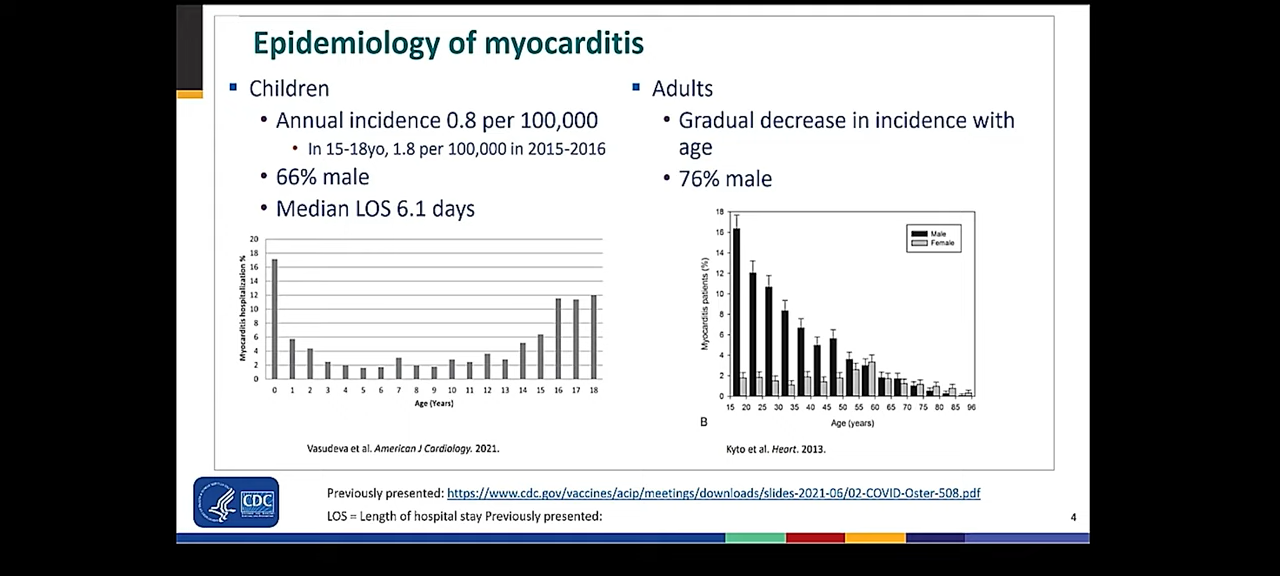 Epidemiology of myocarditis
▪ Children
• Annual incidence 0.8 per 100,000
• In 15-18yo, 1.8 per 100,000 in 2015-2016
• 66% male
• Median LOS 6.1 days
Myocarditis hospitalization %
20
18
16
14
12
10
8
6
4
2
0
0 1 2 3 4 5 6 7 8 9 10 11 12 13 14 15 16 17 18
Age (Years)
Vasudeva et al. American J Cardiology. 2021.
▪ Adults
• Gradual decrease in incidence with
age
• 76% male
Myocarditis patients (%)
18
16
14
12
10
8
6
4
2
0
Male
Female
15 20 25 30 35 40 45 50 55 60 65 70 75 80 85 96
B
Age (years)
Kyto et al. Heart. 2013.
CDC
Previously presented: https://www.cdc.gov/vaccines/acip/meetings/downloads/slides-2021-06/02-COVID-Oster-508.pdf
LOS = Length of hospital stay Previously presented:
4